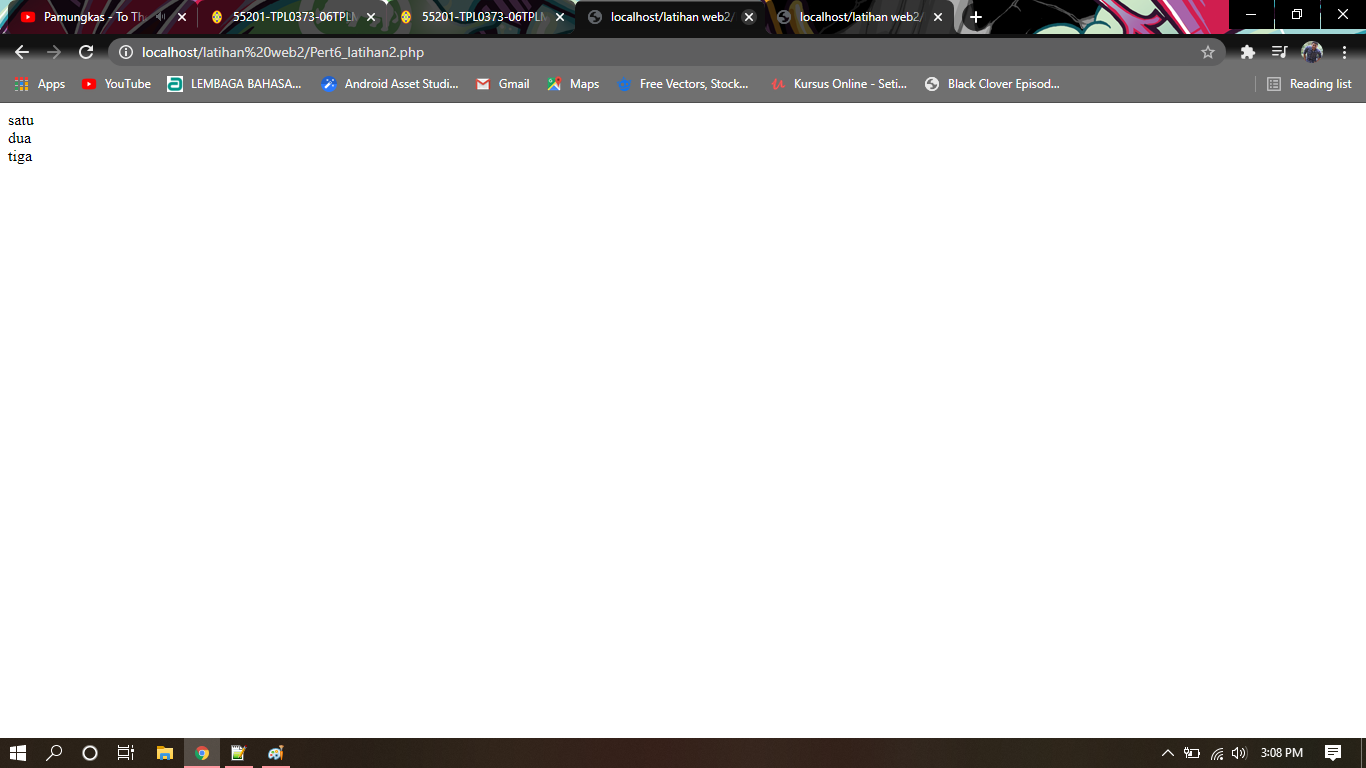 Pamungkas - To Th
55201-TPL0373-06TPLM
55201-TPL0373-06TPLM
localhost/latihan web2/
localhost/latihan web2/
localhost/latihan%20web2/Pert6_latihan2.php
Apps
YouTube
LEMBAGA BAHASA...
Android Asset Studi...
Gmail
Maps
Free Vectors, Stock...
Kursus Online - Seti...
Black Clover Episod...
Reading list
satu
dua
tiga
3:08 PM